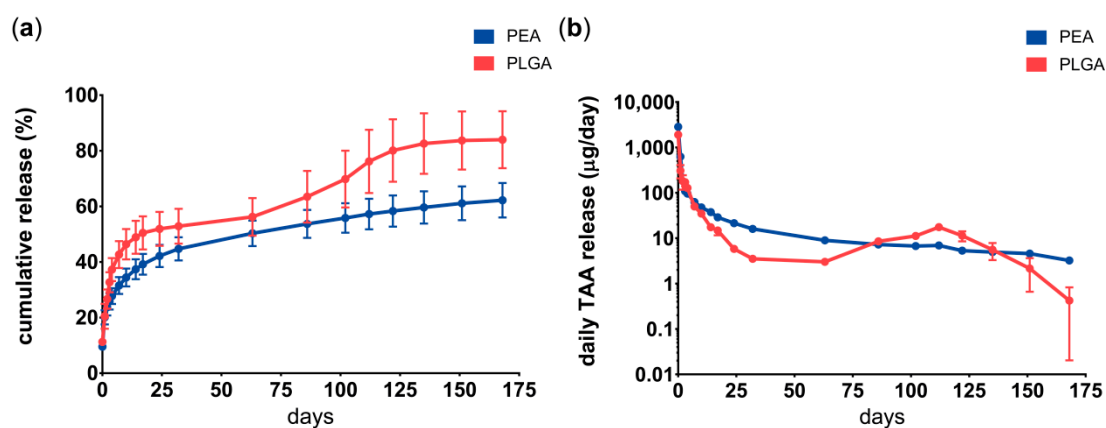 (a)
PEA
PLGA
cumulative release (%)
100
80
60
40
20
0
0 25 50 75 100 125 150 175
days
(b)
PEA
PLGA
daily TAA release (µg/day)
10,000
1,000
100
10
1
0.1
0.01
0 25 50 75 100 125 150 175
days